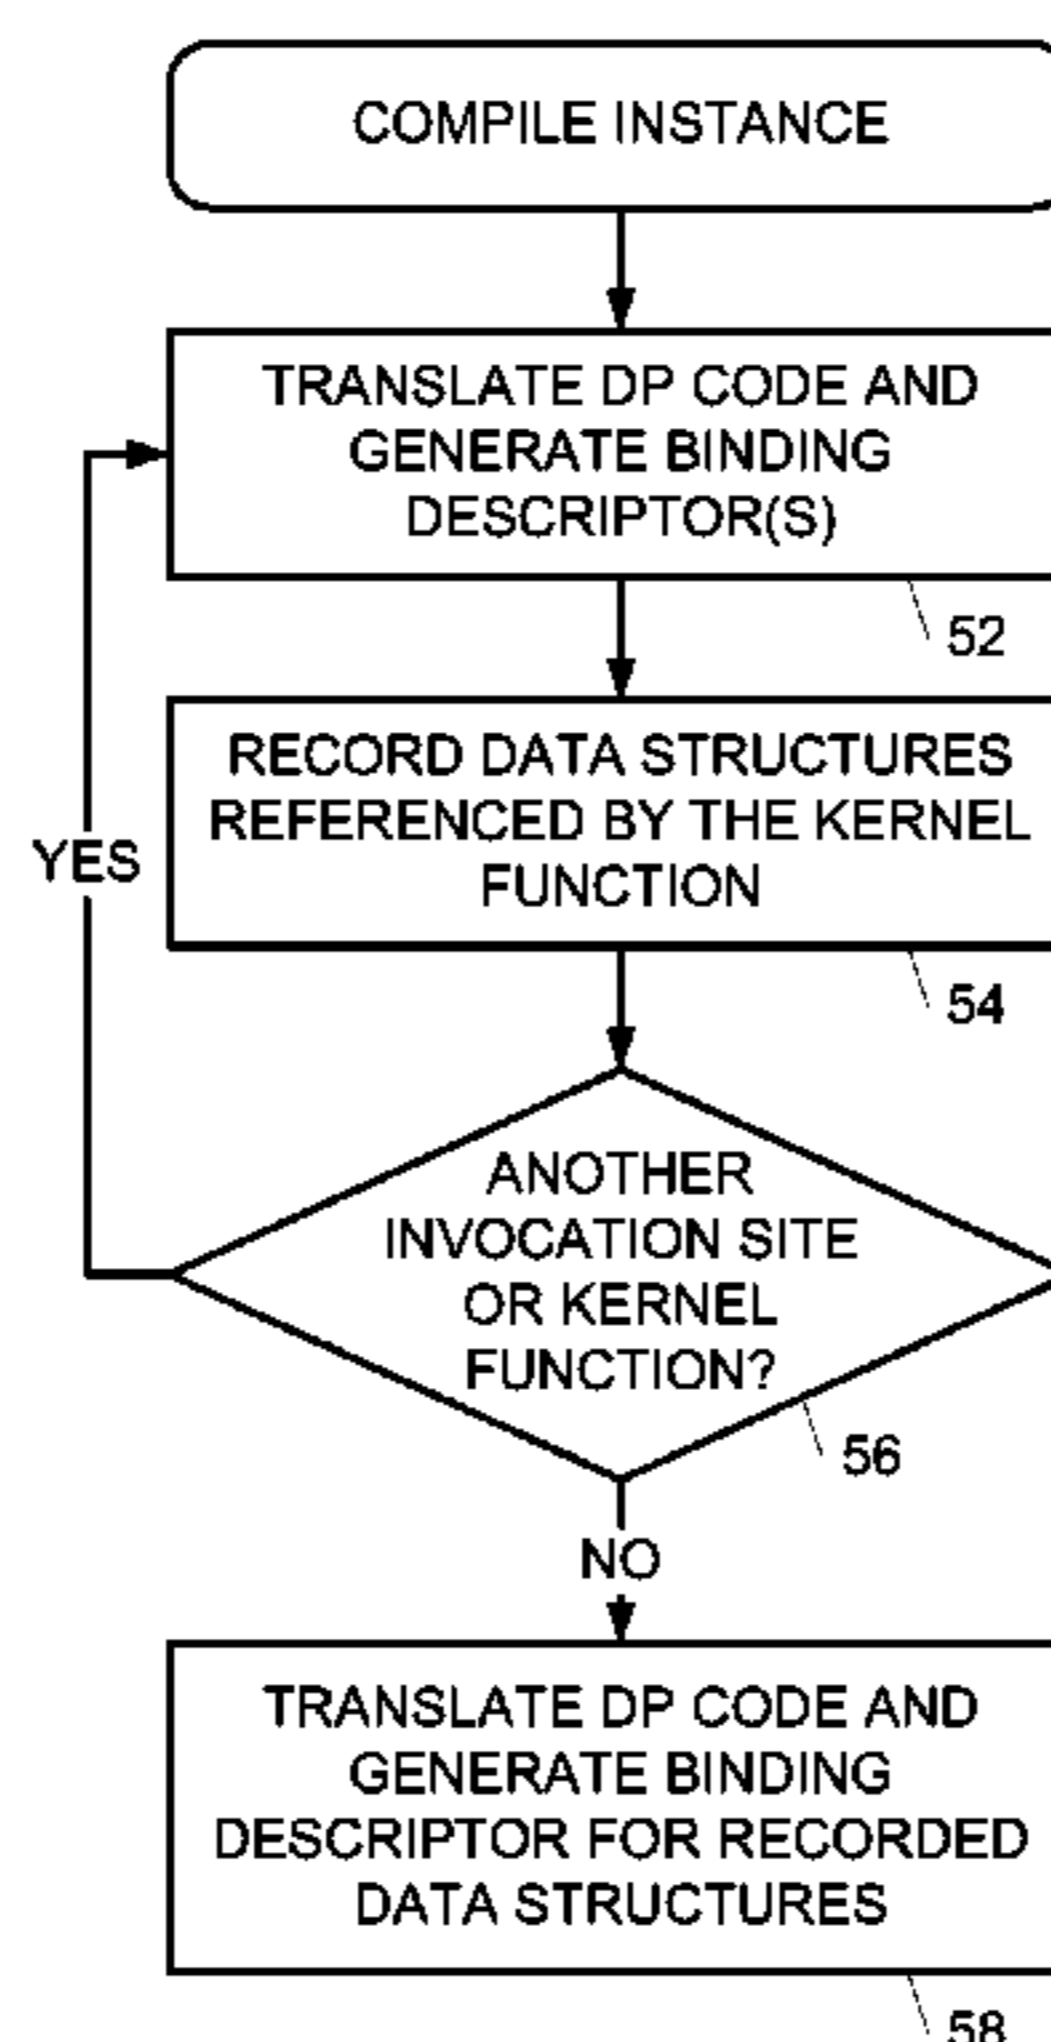 COMPILE INSTANCE
TRANSLATE DP CODE AND
GENERATE BINDING
DESCRIPTOR(S)
52
RECORD DATA STRUCTURES
REFERENCED BY THE KERNEL
FUNCTION
YES
54
ANOTHER
INVOCATION SITE
OR KERNEL
FUNCTION?
56
NO
TRANSLATE DP CODE AND
GENERATE BINDING
DESCRIPTOR FOR RECORDED
DATA STRUCTURES
58